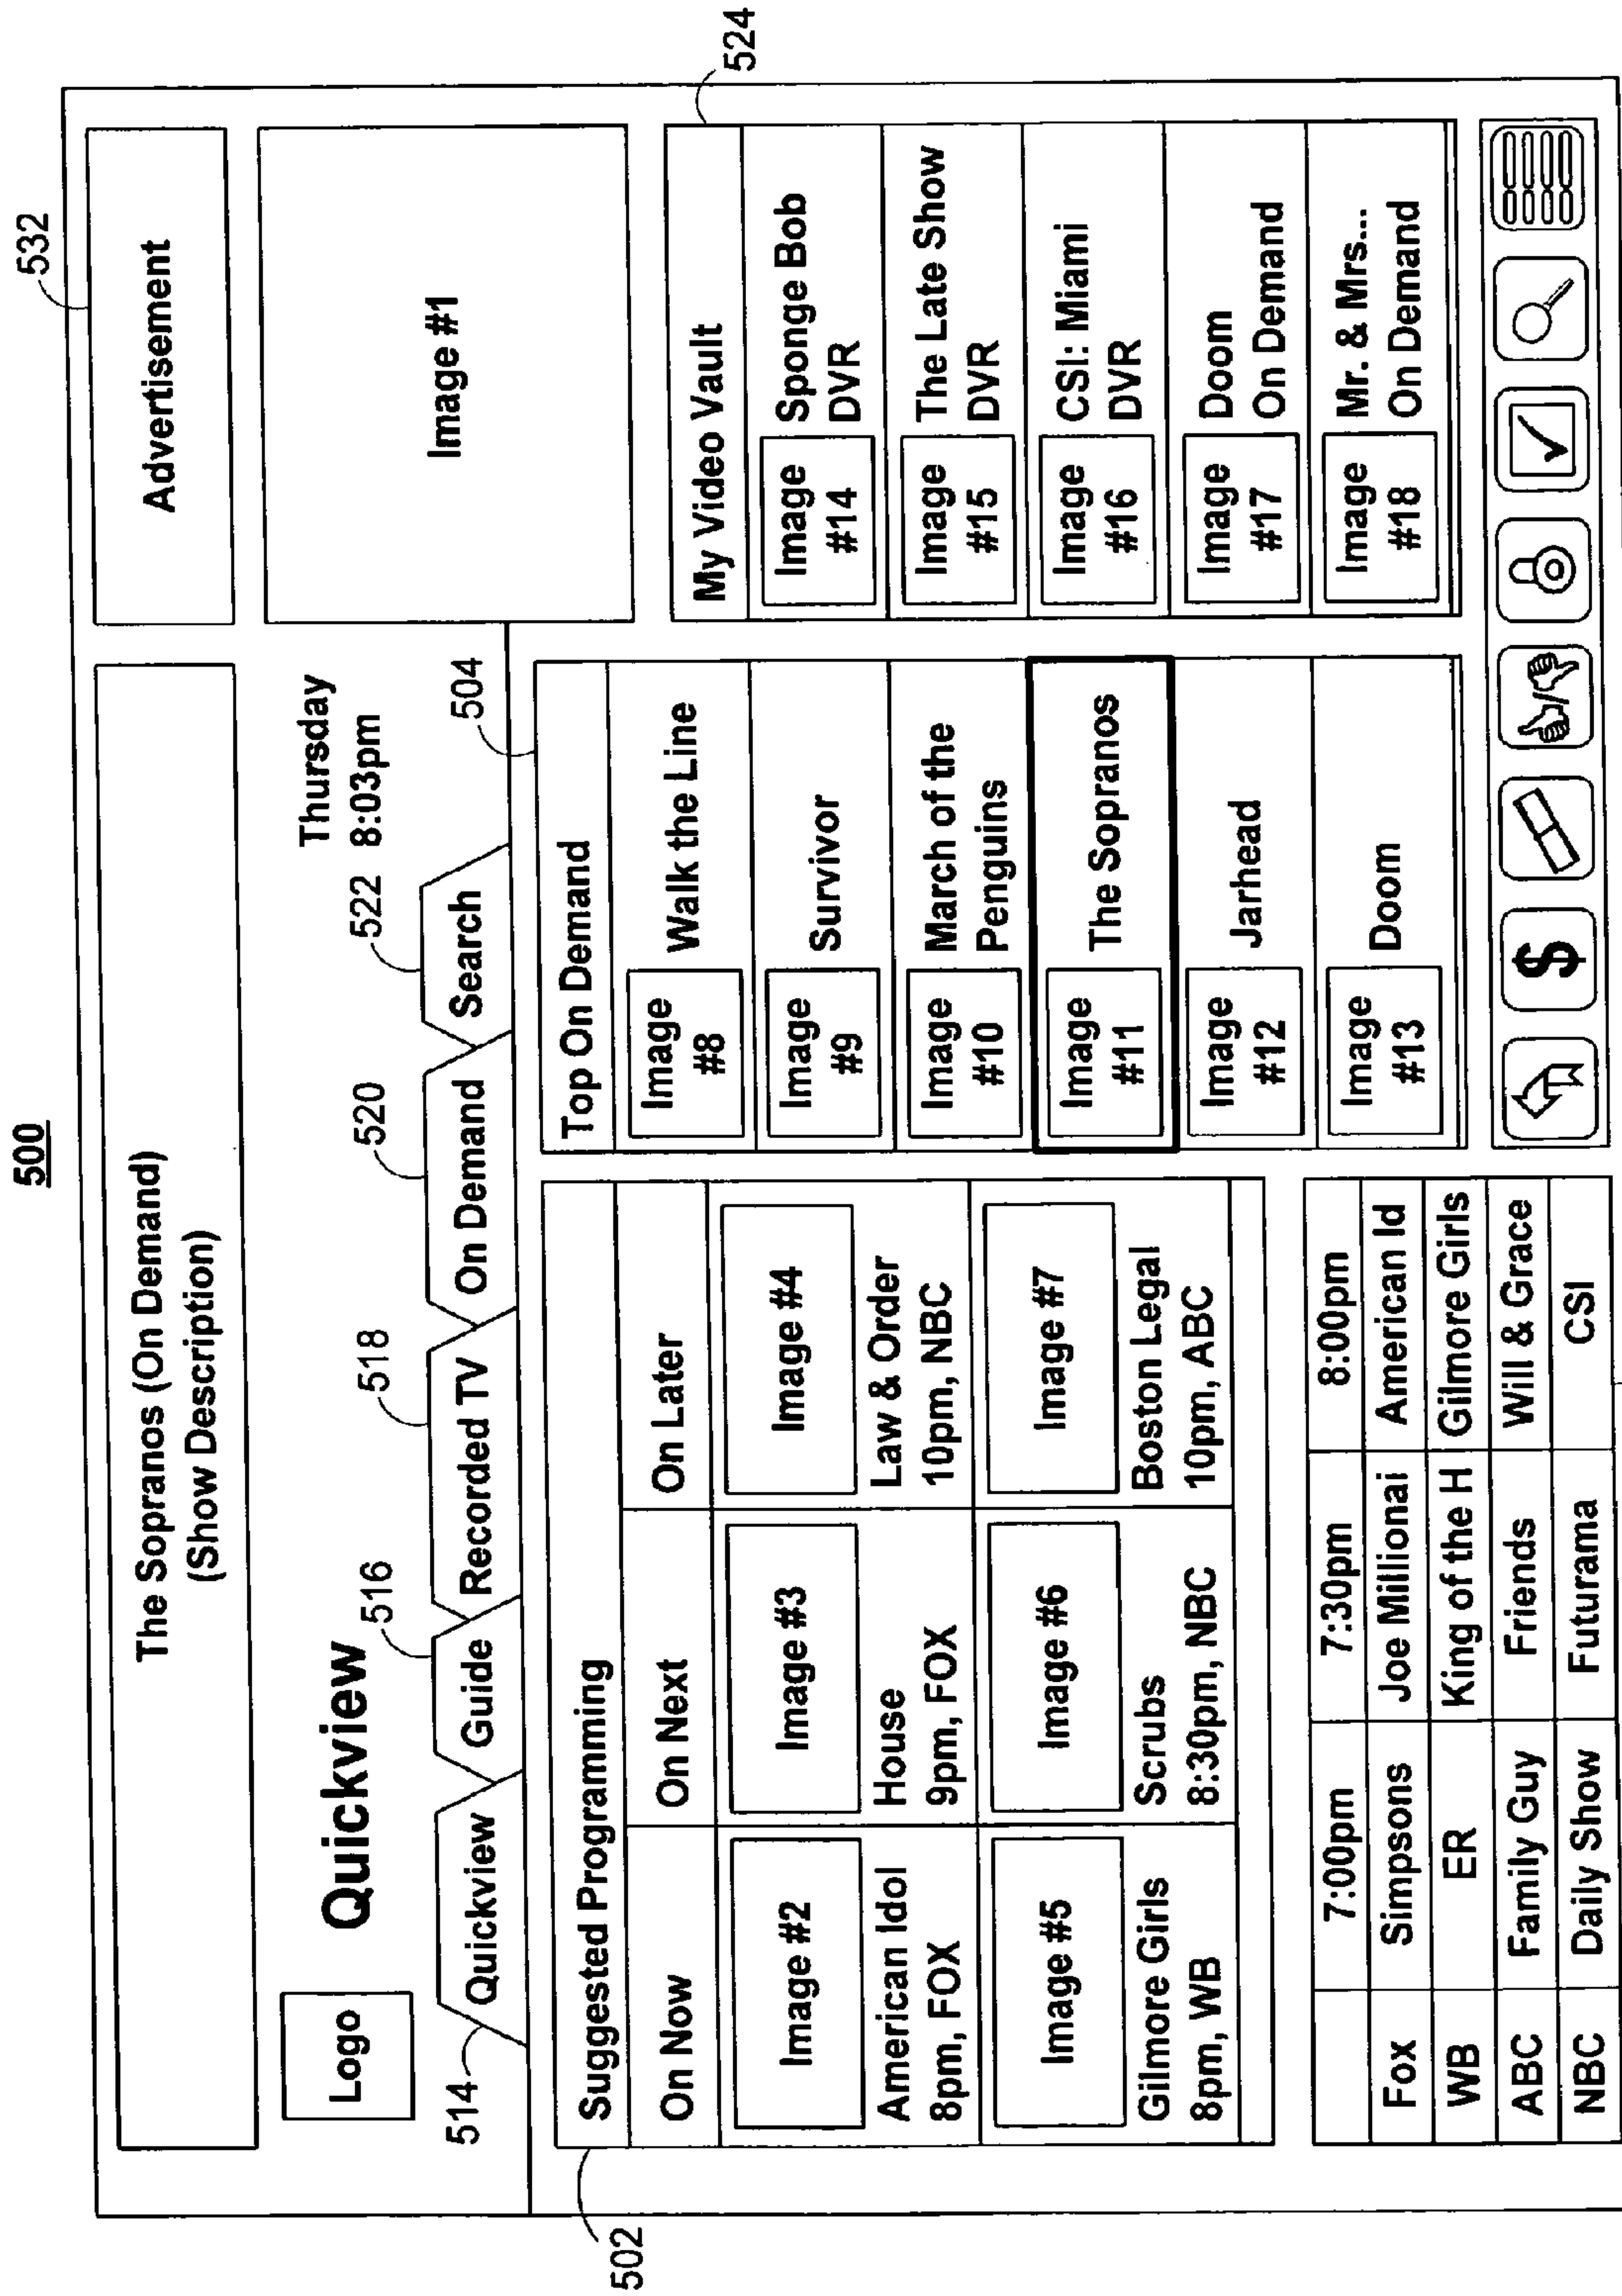 500
532
The Sopranos (On Demand)
(Show Description)
Advertisement
Logo
Quickview
Thursday
8:03pm
Image #1
514
Quickview
516
Guide
518
Recorded TV
520
On Demand
522
Search
504
524
502
Suggested Programming
On Now
On Next
On Later
Image #2
Image #3
Image #4
American Idol
8pm, FOX
House
9pm, FOX
Law & Order
10pm, NBC
Image #5
Image #6
Image #7
Gilmore Girls
8pm, WB
Scrubs
8:30pm, NBC
Boston Legal
10pm, ABC
Top On Demand
Image
#8
Walk the Line
Image
#9
Survivor
Image
#10
March of the
Penguins
Image
#11
The Sopranos
Image
#12
Jarhead
Image
#13
Doom
My Video Vault
Image
#14
Sponge Bob
DVR
Image
#15
The Late Show
DVR
Image
#16
CSI: Miami
DVR
Image
#17
Doom
On Demand
Image
#18
Mr. & Mrs...
On Demand
7:00pm
7:30pm
8:00pm
Fox
Simpsons
Joe Millionai
American Id
WB
ER
King of the H
Gilmore Girls
ABC
Family Guy
Friends
Will & Grace
NBC
Daily Show
Futurama
CSI
$